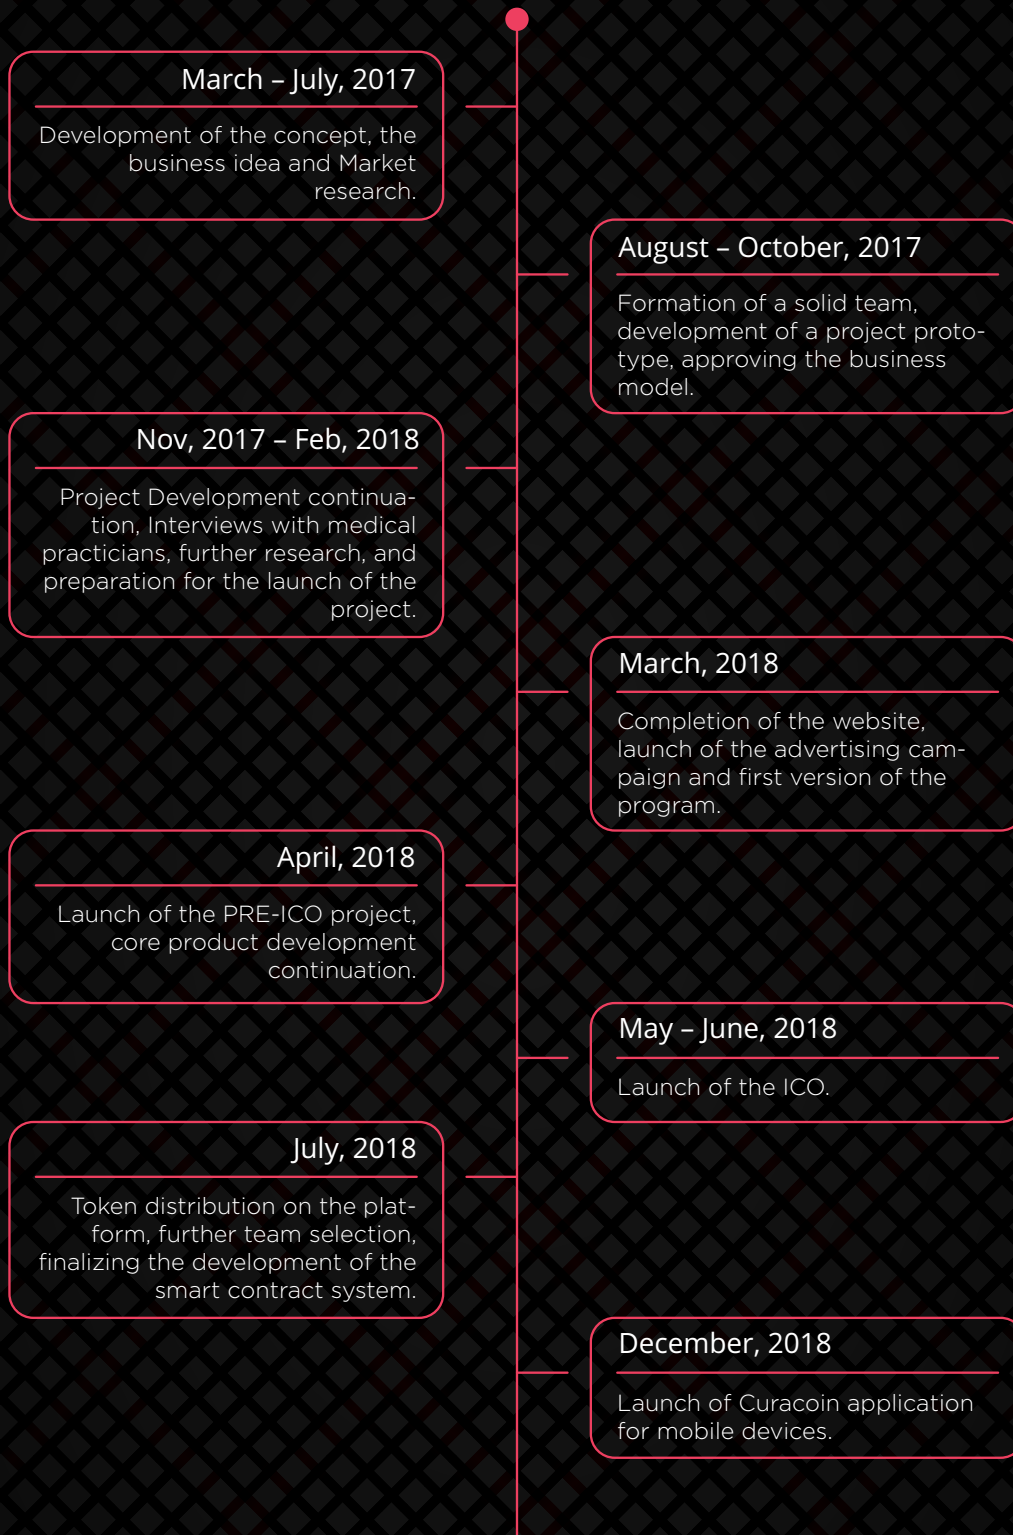 March – July, 2017
Development of the concept, the
business idea and Market
research.
August – October, 2017
Formation of a solid team,
development of a project proto-
type, approving the business
model.
Nov, 2017 – Feb, 2018
Project Development continua-
tion, Interviews with medical
practicians, further research, and
preparation for the launch of the
project.
March, 2018
Completion of the website,
launch of the advertising cam-
paign and first version of the
program.
April, 2018
Launch of the PRE-ICO project,
core product development
continuation.
May – June, 2018
Launch of the ICO.
July, 2018
Token distribution on the plat-
form, further team selection,
finalizing the development of the
smart contract system.
December, 2018
Launch of Curacoin application
for mobile devices.